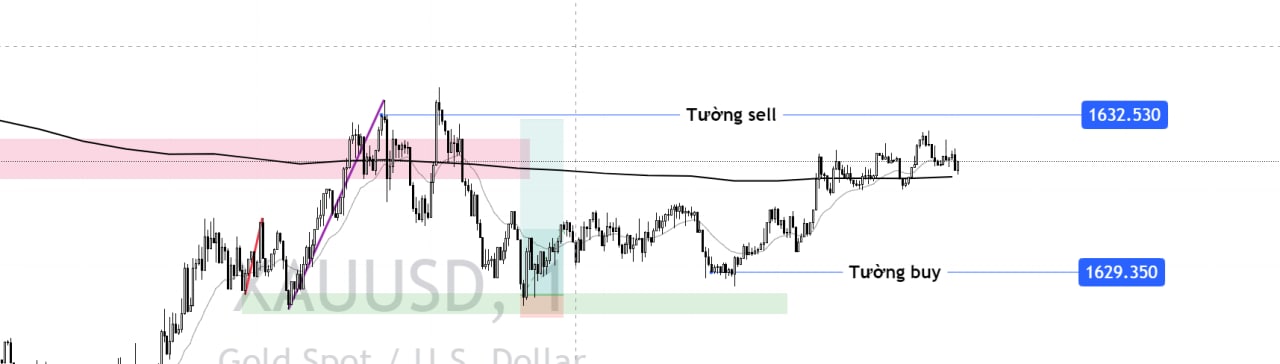 Tường sell
1632.530
Tường buy
1629.350
XAUUSD, 1
Gold Spot / U.S. Dollar